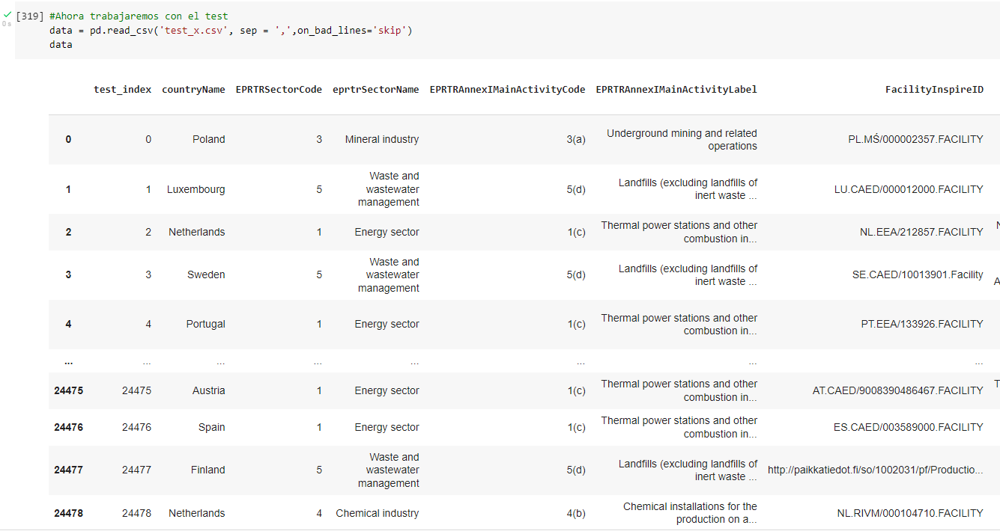 [319] #Ahora trabajaremos con el test
0s
data = pd.read_csv('test_x.csv', sep = ',',on_bad_lines='skip')
data
test_index countryName EPRTRSectorCode eprtrSectorName EPRTRAnnexIMainActivityCode EPRTRAnnexIMainActivityLabel FacilityInspireID
0 0 Poland 3 Mineral industry 3(a) Underground mining and related operations PL.MŚ/000002357.FACILITY
1 1 Luxembourg 5 Waste and wastewater management 5(d) Landfills (excluding landfills of inert waste ... LU.CAED/000012000.FACILITY
2 2 Netherlands 1 Energy sector 1(c) Thermal power stations and other combustion in... NL.EEA/212857.FACILITY N
3 3 Sweden 5 Waste and wastewater management 5(d) Landfills (excluding landfills of inert waste ... SE.CAED/10013901.Facility A
4 4 Portugal 1 Energy sector 1(c) Thermal power stations and other combustion in... PT.EEA/133926.FACILITY
... ... ... ... ... ... ... ...
24475 24475 Austria 1 Energy sector 1(c) Thermal power stations and other combustion in... AT.CAED/9008390486467.FACILITY T
24476 24476 Spain 1 Energy sector 1(c) Thermal power stations and other combustion in... ES.CAED/003589000.FACILITY
24477 24477 Finland 5 Waste and wastewater management 5(d) Landfills (excluding landfills of inert waste ... http://paikkatiedot.fi/so/1002031/pf/Productio...
24478 24478 Netherlands 4 Chemical industry 4(b) Chemical installations for the production on a... NL.RIVM/000104710.FACILITY